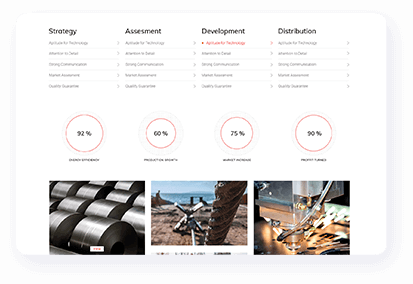 Strategy
Assesment
Development
Distribution
Aptitude for Technology
Aptitude for Technology
Aptitude for Technology
Aptitude for Technology
Attention to Detail
Attention to Detail
Attention to Detail
Attention to Detail
Strong Communication
Strong Communication
Strong Communication
Strong Communication
Market Assesment
Market Assesment
Market Assesment
Market Assesment
Quality Guarantee
Quality Guarantee
Quality Guarantee
Quality Guarantee
92 %
60 %
75 %
90 %
ENERGY EFFICIENCY
PRODUCTION GROWTH
MARKET INCREASE
PROFFIT TURNED